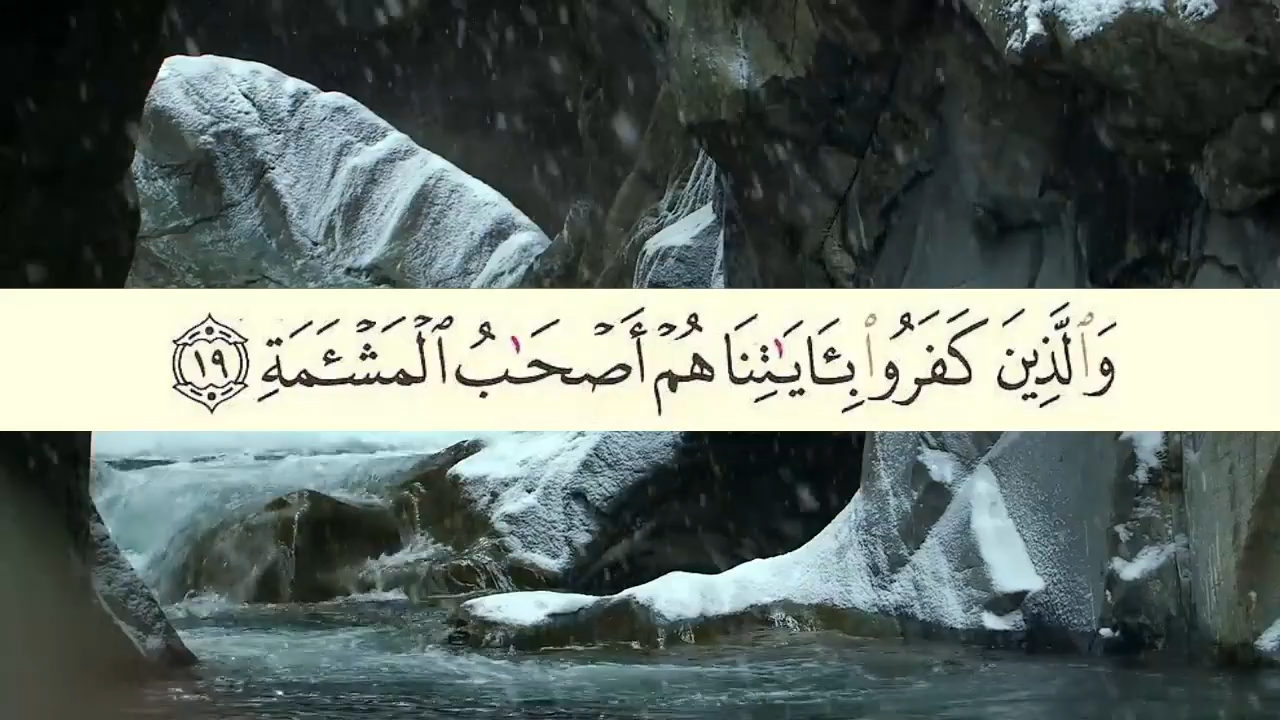 وَٱلَّذِينَ كَفَرُوا۟ بِـَٔايَـٰتِنَا هُمْ أَصْحَـٰبُ ٱلْمَشْـَٔمَةِ ١٩